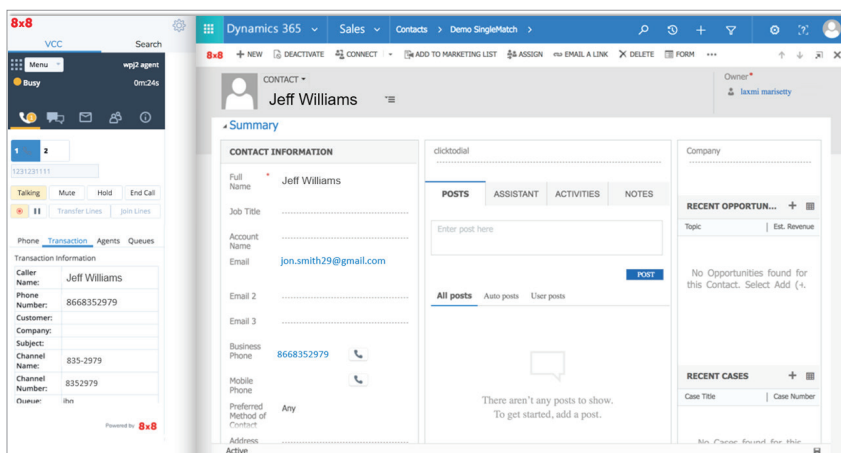 8x8
VCC Search
Menu wpj2 agent
Busy 0m:24s
1
1 2
1231231111
Talking Mute Hold End Call
Transfer Lines Join Lines
Phone Transaction Agents Queues
Transaction Information
Caller Name: Jeff Williams
Phone Number: 8668352979
Customer:
Company:
Subject:
Channel Name: 835-2979
Channel Number: 8352979
Queue: ibq
Powered by 8x8
Dynamics 365 Sales Contacts > Demo SingleMatch >
8x8 + NEW DEACTIVATE CONNECT ADD TO MARKETING LIST ASSIGN EMAIL A LINK DELETE FORM •••
CONTACT
Jeff Williams
Owner*
laxmi marisetty
Summary
CONTACT INFORMATION
Full Name * Jeff Williams
Job Title
Account Name
Email jon.smith29@gmail.com
Email 2
Email 3
Business Phone 8668352979
Mobile Phone
Preferred Method of Contact Any
Address
Active
clicktodial
POSTS ASSISTANT ACTIVITIES NOTES
Enter post here
POST
All posts Auto posts User posts
There aren't any posts to show.
To get started, add a post.
Company
RECENT OPPORTUN... +
Topic Est. Revenue
No Opportunities found for
this Contact. Select Add (+.
RECENT CASES +
Case Title Case Number
No Cases found for this